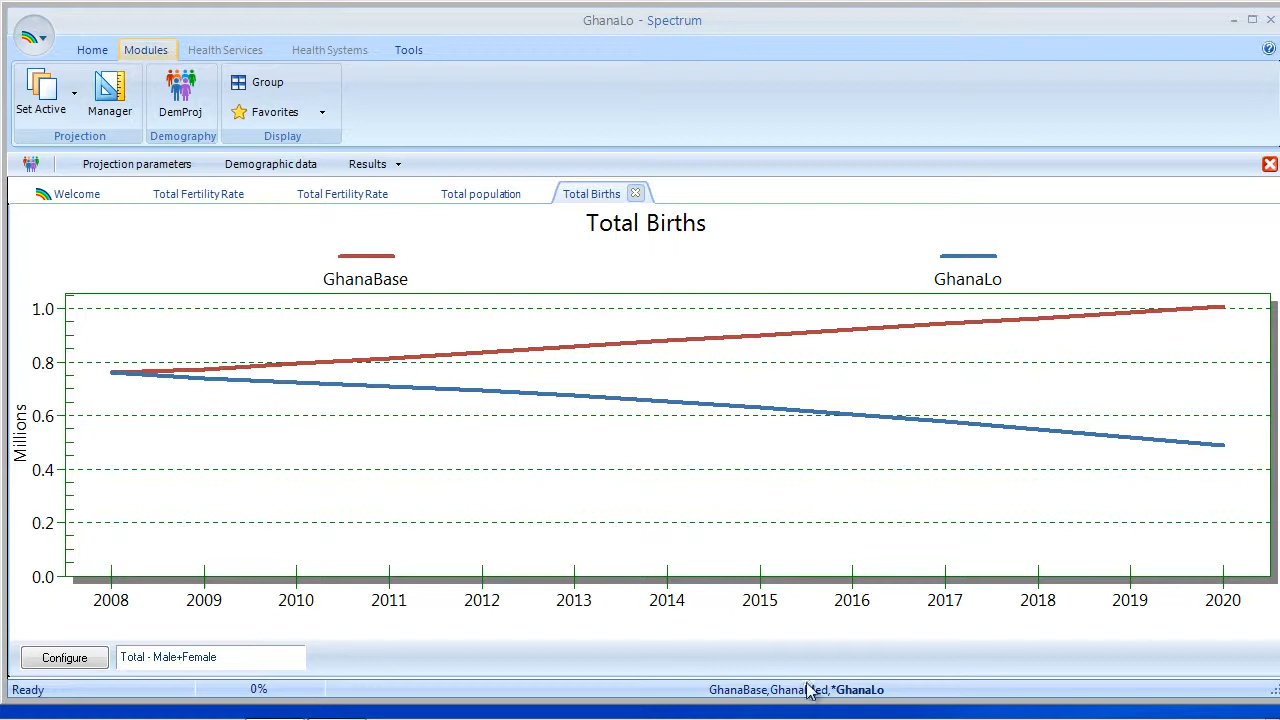 GhanaLo - Spectrum
Home Modules Health Services Health Systems Tools
Set Active Manager DemProj Group Favorites
Projection Demography Display
Projection parameters Demographic data Results
Welcome Total Fertility Rate Total Fertility Rate Total population Total Births
Total Births
GhanaBase GhanaLo
Millions
1.0
0.8
0.6
0.4
0.2
0.0
2008 2009 2010 2011 2012 2013 2014 2015 2016 2017 2018 2019 2020
Configure Total - Male+Female
Ready 0% GhanaBase, *GhanaLo